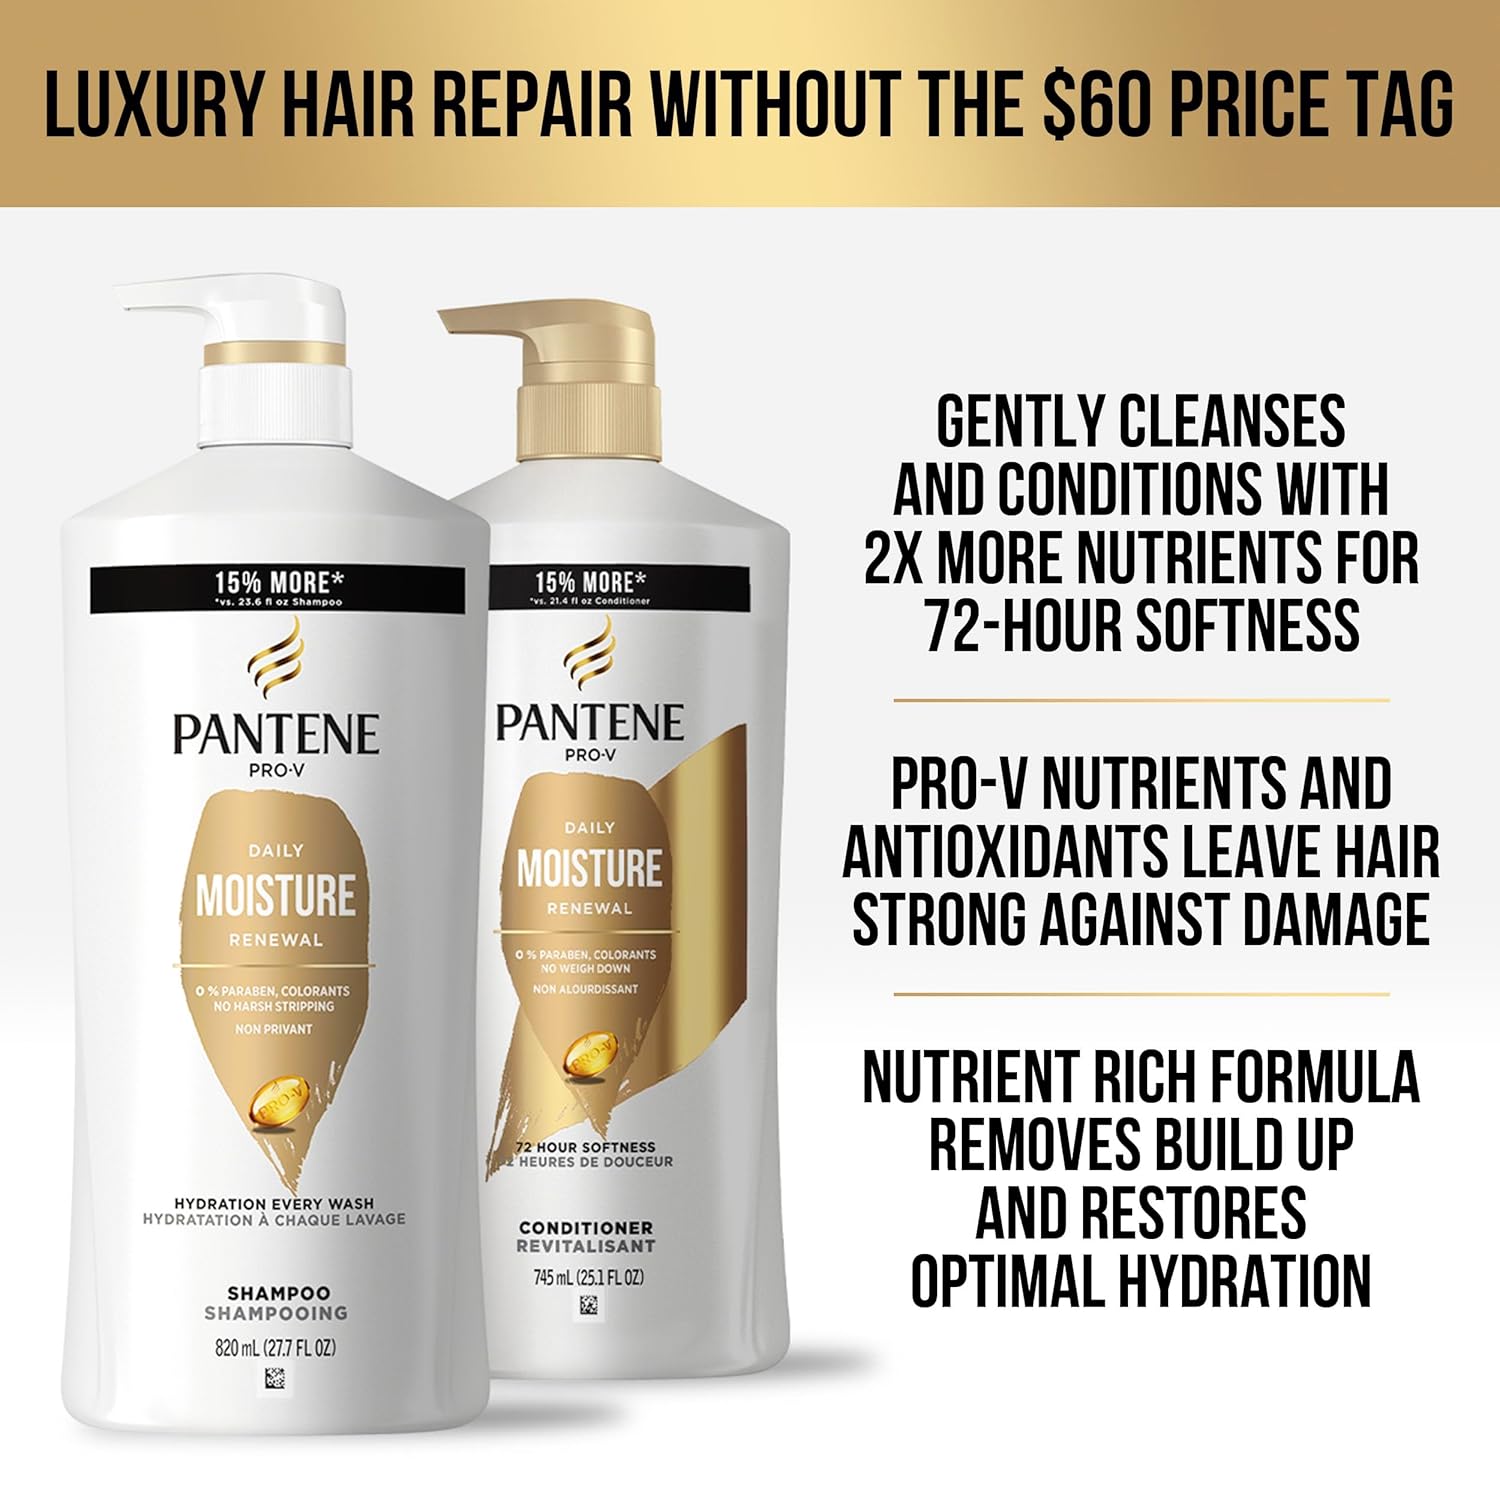 LUXURY HAIR REPAIR WITHOUT THE $60 PRICE TAG
15% MORE*
*vs. 23.6 fl oz Shampoo
PANTENE
PRO-V
DAILY
MOISTURE
RENEWAL
0 % PARABEN, COLORANTS
NO HARSH STRIPPING
NON PRIVANT
PRO-V
HYDRATION EVERY WASH
HYDRATATION À CHAQUE LAVAGE
SHAMPOO
SHAMPOOING
820 mL (27.7 FL OZ)
15% MORE*
*vs. 21.4 fl oz Conditioner
PANTENE
PRO-V
DAILY
MOISTURE
RENEWAL
0 % PARABEN, COLORANTS
NO WEIGH DOWN
NON ALOURDISSANT
PRO-V
72 HOUR SOFTNESS
HEURES DE DOUCEUR
CONDITIONER
REVITALISANT
745 mL (25.1 FL OZ)
GENTLY CLEANSES
AND CONDITIONS WITH
2X MORE NUTRIENTS FOR
72-HOUR SOFTNESS
PRO-V NUTRIENTS AND
ANTIOXIDANTS LEAVE HAIR
STRONG AGAINST DAMAGE
NUTRIENT RICH FORMULA
REMOVES BUILD UP
AND RESTORES
OPTIMAL HYDRATION